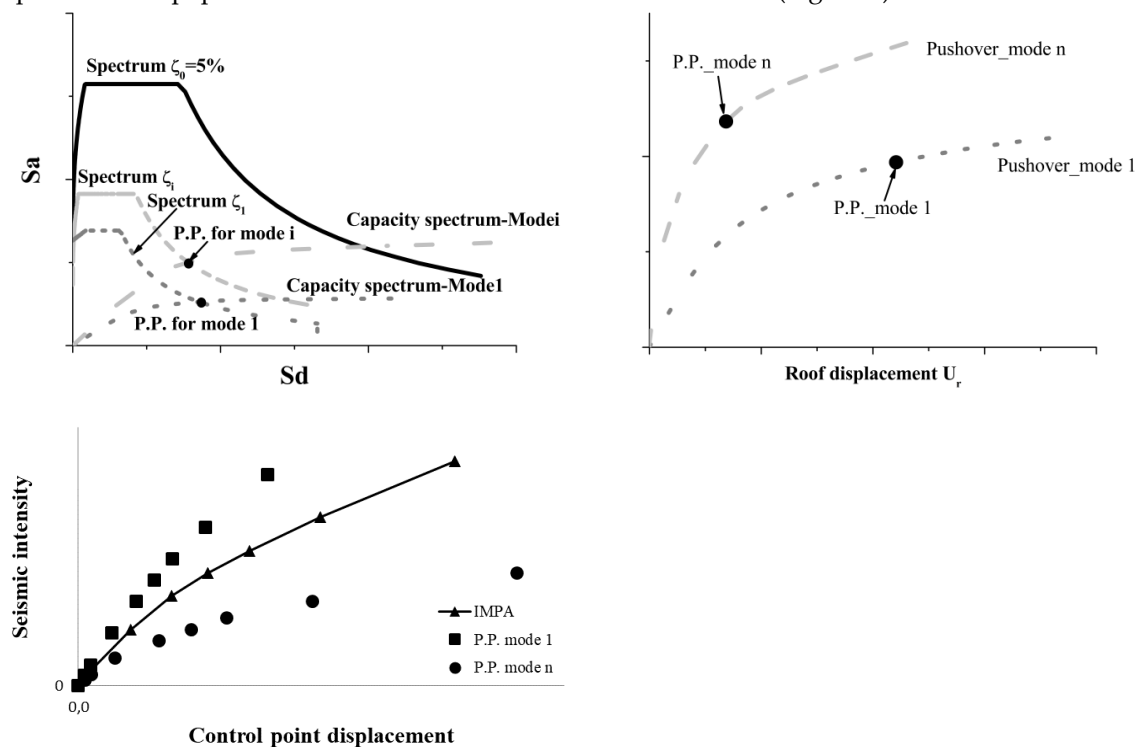 Spectrum ζ0=5%
Sa
Spectrum ζi
Spectrum ζ1
P.P. for mode i
Capacity spectrum-Modei
Capacity spectrum-Mode1
P.P. for mode 1
Sd
P.P._mode n
Pushover_mode n
Pushover_mode 1
P.P._mode 1
Roof displacement Ur
Seismic intensity
IMPA
P.P. mode 1
P.P. mode n
0
0,0
Control point displacement